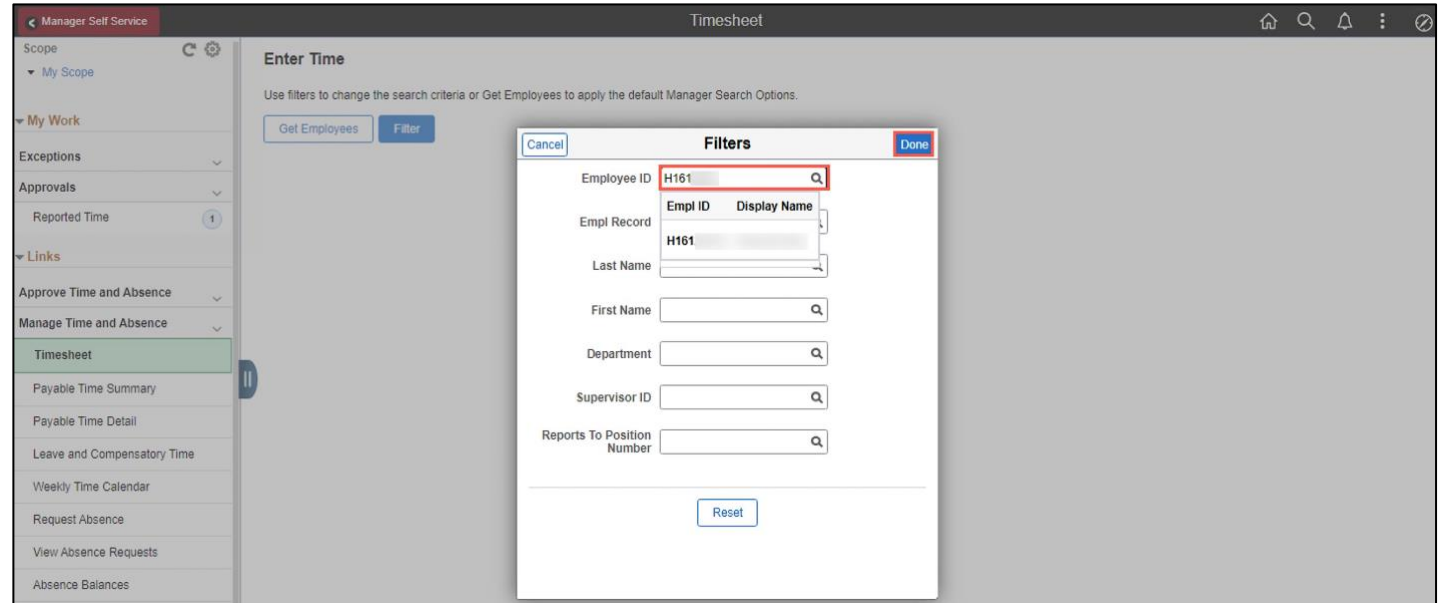 Manager Self Service
Timesheet
Scope
My Scope
My Work
Exceptions
Approvals
Reported Time 1
Links
Approve Time and Absence
Manage Time and Absence
Timesheet
Payable Time Summary
Payable Time Detail
Leave and Compensatory Time
Weekly Time Calendar
Request Absence
View Absence Requests
Absence Balances
Enter Time
Use filters to change the search criteria or Get Employees to apply the default Manager Search Options.
Get Employees Filter
Cancel Filters Done
Employee ID H161
Empl ID Display Name
Empl Record
H161
Last Name
First Name
Department
Supervisor ID
Reports To Position
Number
Reset